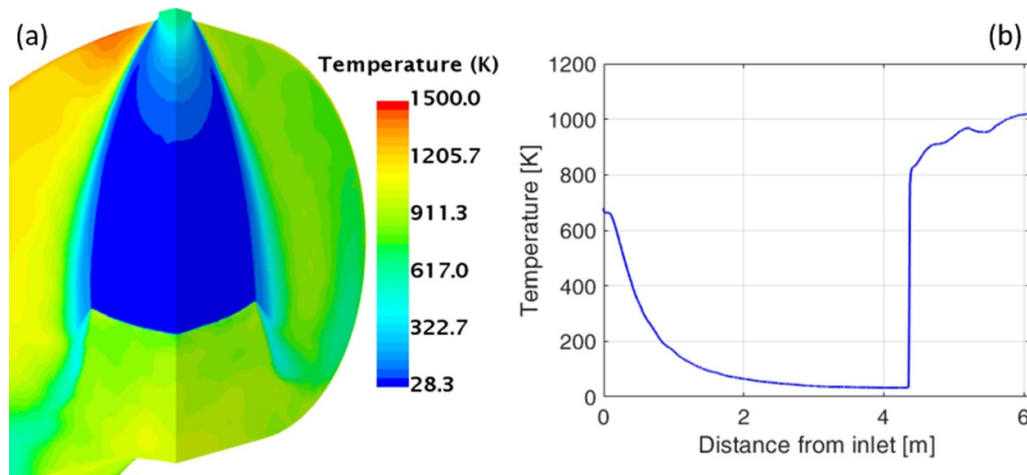 (a)
Temperature (K)
1500.0
1205.7
911.3
617.0
322.7
28.3
(b)
1200
1000
800
600
400
200
0
Temperature [K]
0 2 4 6
Distance from inlet [m]